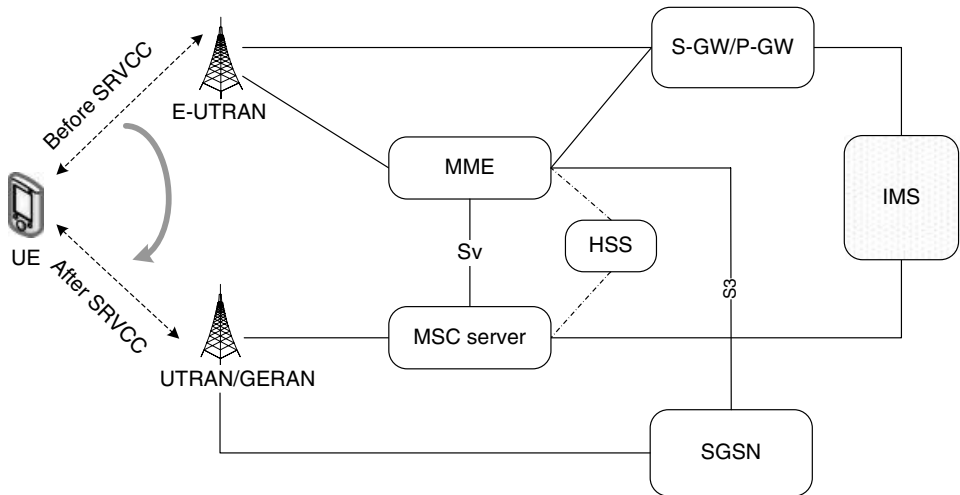 S-GW/P-GW
Before SRVCC
E-UTRAN
MME
IMS
UE
Sv
HSS
S3
After SRVCC
MSC server
UTRAN/GERAN
SGSN